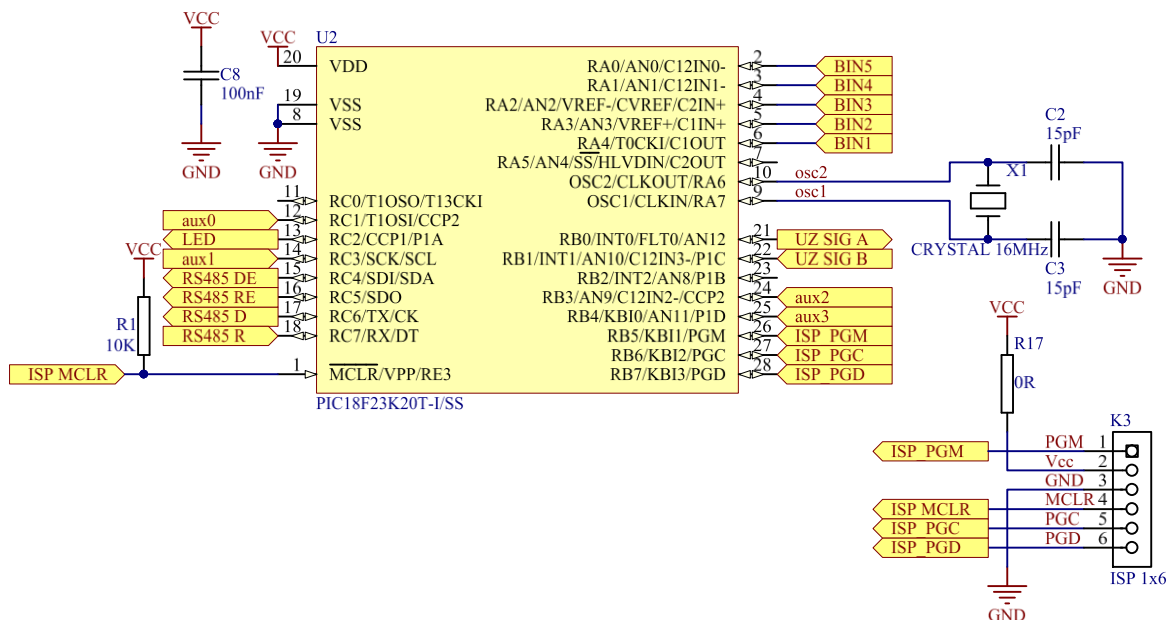 VCC
C8
100nF
GND
VCC
GND
U2
20 VDD
19 VSS
8 VSS
11 RC0/T1OSO/T13CKI
aux0 12 RC1/T1OSI/CCP2
LED 13 RC2/CCP1/P1A
aux1 14 RC3/SCK/SCL
RS485 DE 15 RC4/SDI/SDA
RS485 RE 16 RC5/SDO
RS485 D 17 RC6/TX/CK
RS485 R 18 RC7/RX/DT
VCC
R1
10K
ISP MCLR 1 MCLR/VPP/RE3
PIC18F23K20T-I/SS
RA0/AN0/C12IN0- 2 BIN5
RA1/AN1/C12IN1- 3 BIN4
RA2/AN2/VREF-/CVREF/C2IN+ 4 BIN3
RA3/AN3/VREF+/C1IN+ 5 BIN2
RA4/T0CKI/C1OUT 6 BIN1
RA5/AN4/SS/HLVDIN/C2OUT 7
OSC2/CLKOUT/RA6 10 osc2
OSC1/CLKIN/RA7 9 osc1
RB0/INT0/FLT0/AN12 21 UZ SIG A
RB1/INT1/AN10/C12IN3-/P1C 22 UZ SIG B
RB2/INT2/AN8/P1B 23
RB3/AN9/C12IN2-/CCP2 24 aux2
RB4/KBI0/AN11/P1D 25 aux3
RB5/KBI1/PGM 26 ISP_PGM
RB6/KBI2/PGC 27 ISP_PGC
RB7/KBI3/PGD 28 ISP_PGD
C2
15pF
X1
CRYSTAL 16MHz
C3
15pF
GND
VCC
R17
0R
K3
ISP_PGM PGM 1
Vcc 2
GND 3
ISP MCLR MCLR 4
ISP_PGC PGC 5
ISP_PGD PGD 6
ISP 1x6
GND